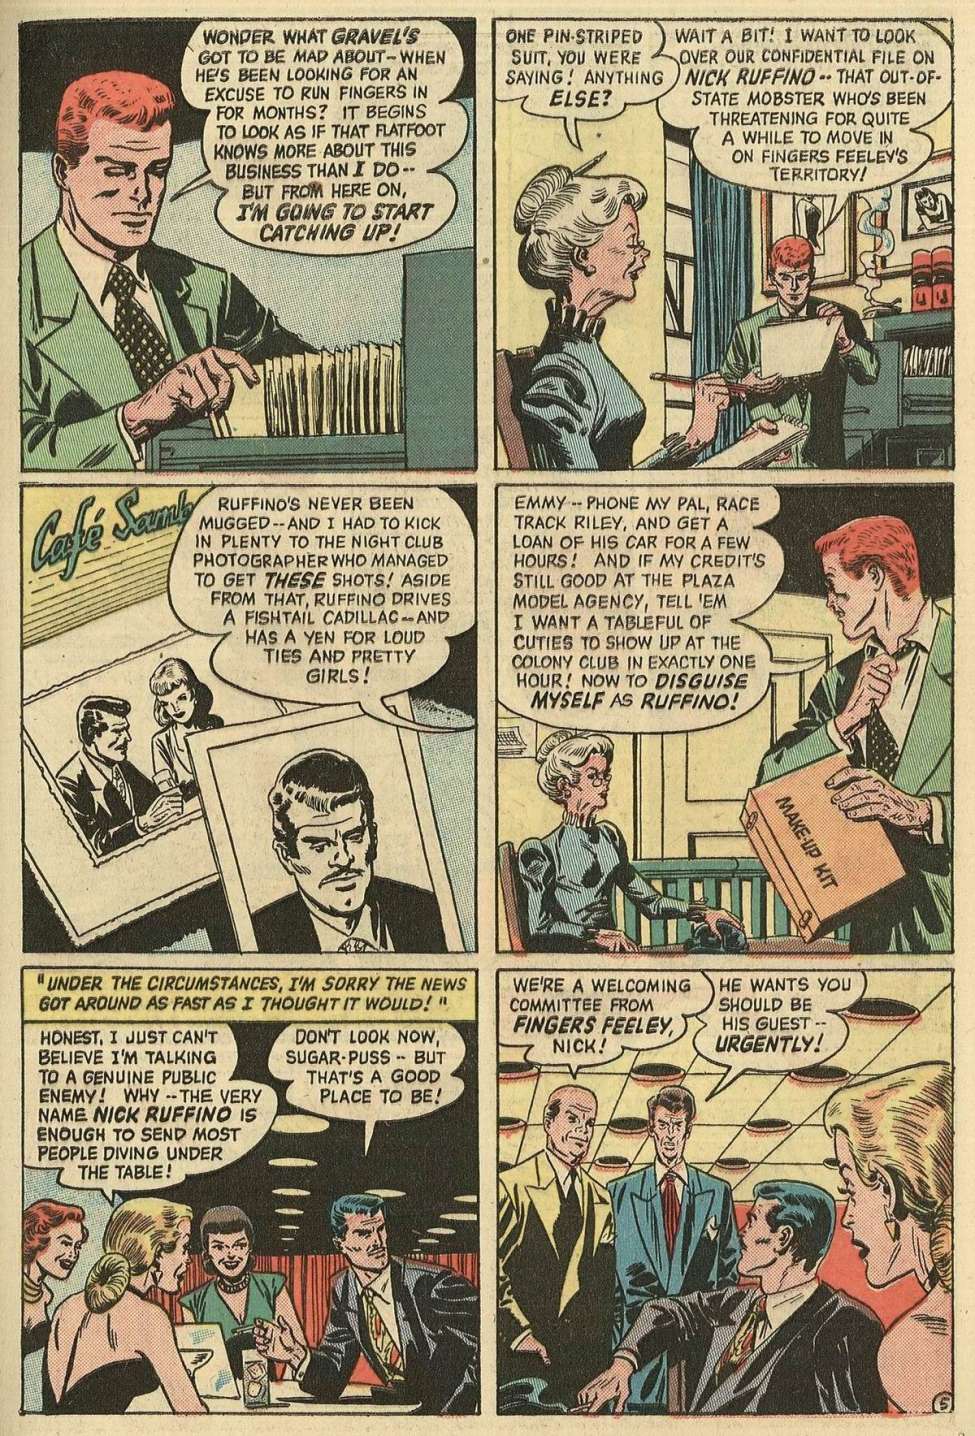 WONDER WHAT GRAVEL'S
GOT TO BE MAD ABOUT--WHEN
HE'S BEEN LOOKING FOR AN
EXCUSE TO RUN FINGERS IN
FOR MONTHS? IT BEGINS
TO LOOK AS IF THAT FLATFOOT
KNOWS MORE ABOUT THIS
BUSINESS THAN I DO--
BUT FROM HERE ON,
I'M GOING TO START
CATCHING UP!
ONE PIN-STRIPED
SUIT, YOU WERE
SAYING! ANYTHING
ELSE?
WAIT A BIT! I WANT TO LOOK
OVER OUR CONFIDENTIAL FILE ON
NICK RUFFINO--THAT OUT-OF-
STATE MOBSTER WHO'S BEEN
THREATENING FOR QUITE
A WHILE TO MOVE IN
ON FINGERS FEELEY'S
TERRITORY!
Café Samb
RUFFINO'S NEVER BEEN
MUGGED--AND I HAD TO KICK
IN PLENTY TO THE NIGHT CLUB
PHOTOGRAPHER WHO MANAGED
TO GET THESE SHOTS! ASIDE
FROM THAT, RUFFINO DRIVES
A FISHTAIL CADILLAC--AND
HAS A YEN FOR LOUD
TIES AND PRETTY
GIRLS!
EMMY--PHONE MY PAL, RACE
TRACK RILEY, AND GET A
LOAN OF HIS CAR FOR A FEW
HOURS! AND IF MY CREDIT'S
STILL GOOD AT THE PLAZA
MODEL AGENCY, TELL 'EM
I WANT A TABLEFUL OF
CUTIES TO SHOW UP AT THE
COLONY CLUB IN EXACTLY ONE
HOUR! NOW TO DISGUISE
MYSELF AS RUFFINO!
MAKE-UP KIT
"UNDER THE CIRCUMSTANCES, I'M SORRY THE NEWS
GOT AROUND AS FAST AS I THOUGHT IT WOULD!"
HONEST, I JUST CAN'T
BELIEVE I'M TALKING
TO A GENUINE PUBLIC
ENEMY! WHY--THE VERY
NAME NICK RUFFINO IS
ENOUGH TO SEND MOST
PEOPLE DIVING UNDER
THE TABLE!
DON'T LOOK NOW,
SUGAR-PUSS--BUT
THAT'S A GOOD
PLACE TO BE!
WE'RE A WELCOMING
COMMITTEE FROM
FINGERS FEELEY,
NICK!
HE WANTS YOU
SHOULD BE
HIS GUEST--
URGENTLY!
5